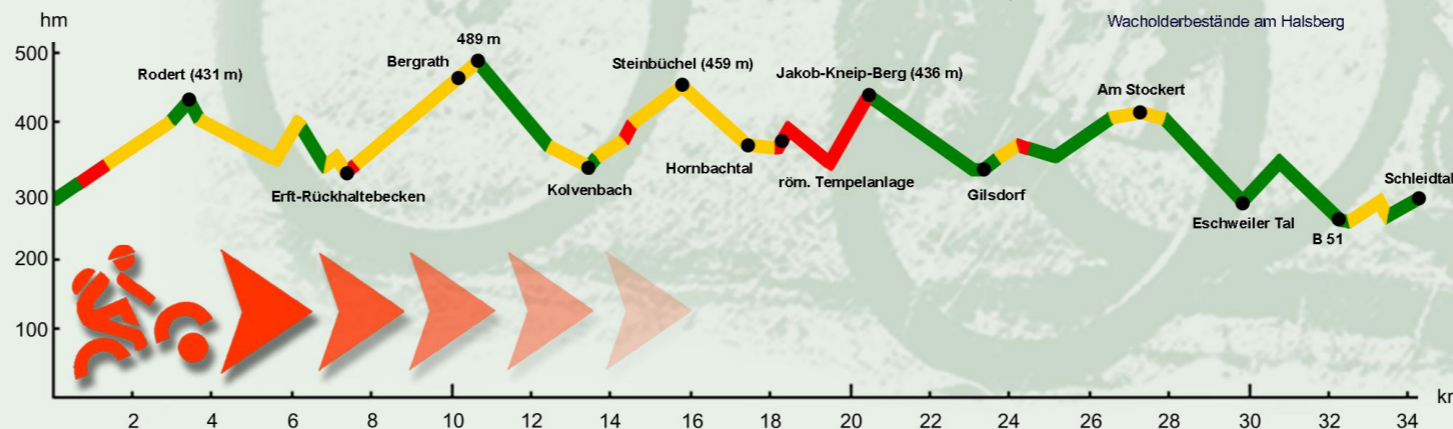 hm
Wacholderbestände am Halsberg
489 m
500
Bergrath
Steinbüchel (459 m)
Rodert (431 m)
Jakob-Kneip-Berg (436 m)
Am Stockert
400
Hornbachtal
röm. Tempelanlage
Schleidtal
300
Erft-Rückhaltebecken
Kolvenbach
Gilsdorf
Eschweiler Tal
B 51
200
100
km
2 4 6 8 10 12 14 16 18 20 22 24 26 28 30 32 34